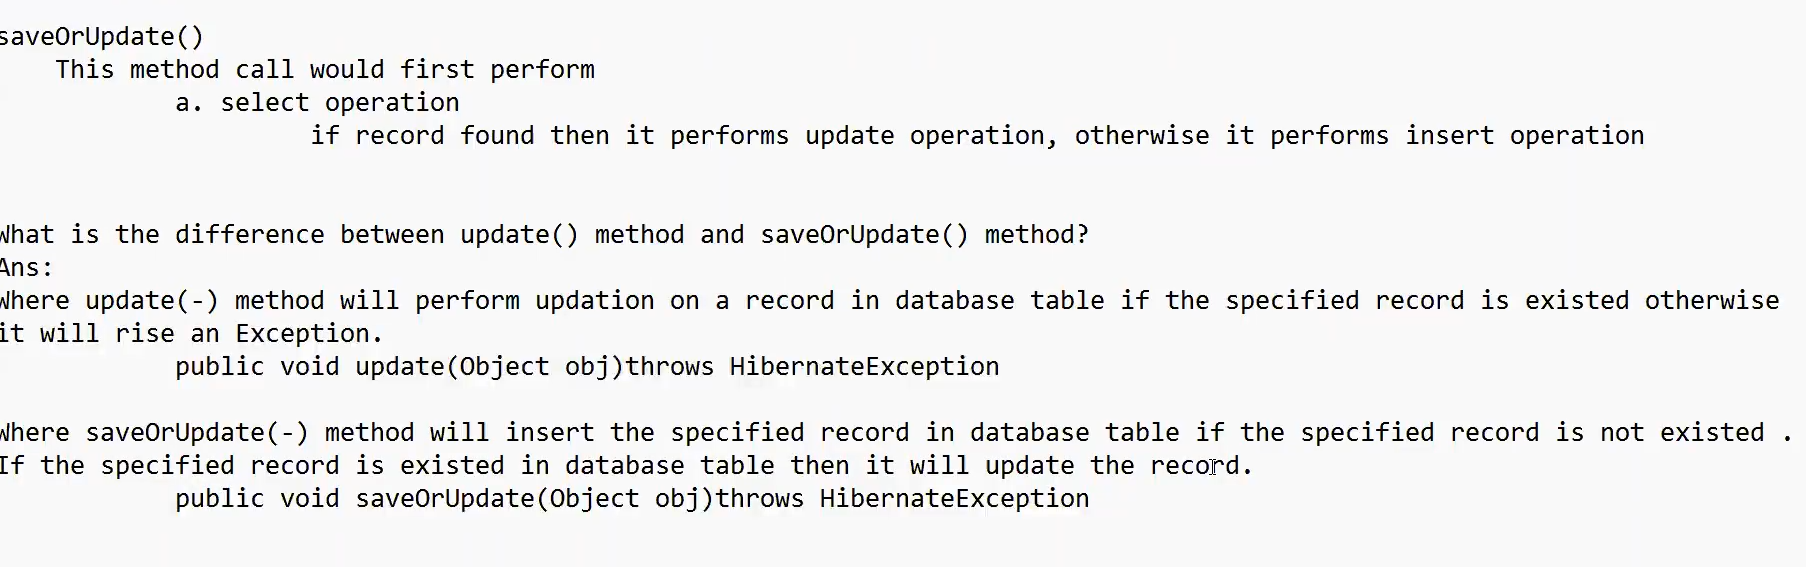 saveOrUpdate()
This method call would first perform
a. select operation
if record found then it performs update operation, otherwise it performs insert operation
What is the difference between update() method and saveOrUpdate() method?
Ans:
Where update(-) method will perform updation on a record in database table if the specified record is existed otherwise
it will rise an Exception.
public void update(Object obj)throws HibernateException
Where saveOrUpdate(-) method will insert the specified record in database table if the specified record is not existed .
If the specified record is existed in database table then it will update the record.
public void saveOrUpdate(Object obj)throws HibernateException